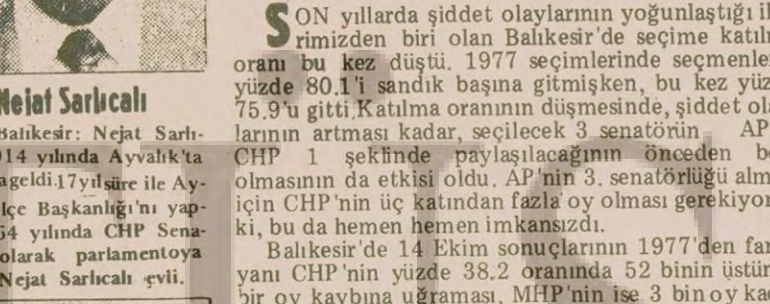 Nejat Sarlıcalı
Balıkesir: Nejat Sarlı-
914 yılında Ayvalık'ta
ageldi.17 yıl süre ile Ay-
lçe Başkanlığı'nı yap-
64 yılında CHP Sena-
olarak parlamentoya
Nejat Sarlıcalı evli.
SON yıllarda şiddet olaylarının yoğunlaştığı il
rimizden biri olan Balıkesir'de seçime katılı
oranı bu kez düştü. 1977 seçimlerinde seçmenle
yüzde 80.1'i sandık başına gitmişken, bu kez yüz
75.9'u gitti.Katılma oranının düşmesinde, şiddet ol
larının artması kadar, seçilecek 3 senatörün AP
CHP 1 şeklinde paylaşılacağının önceden be
olmasının da etkisi oldu. AP'nin 3. senatörlüğü alm
için CHP'nin üç katından fazla oy olması gerekiyor
ki, bu da hemen hemen imkansızdı.
Balıkesir'de 14 Ekim sonuçlarının 1977'den far
yanı CHP'nin yüzde 38.2 oranında 52 binin üstün
bir oy kaybına uğraması, MHP'nin ise 3 bin oy kaz